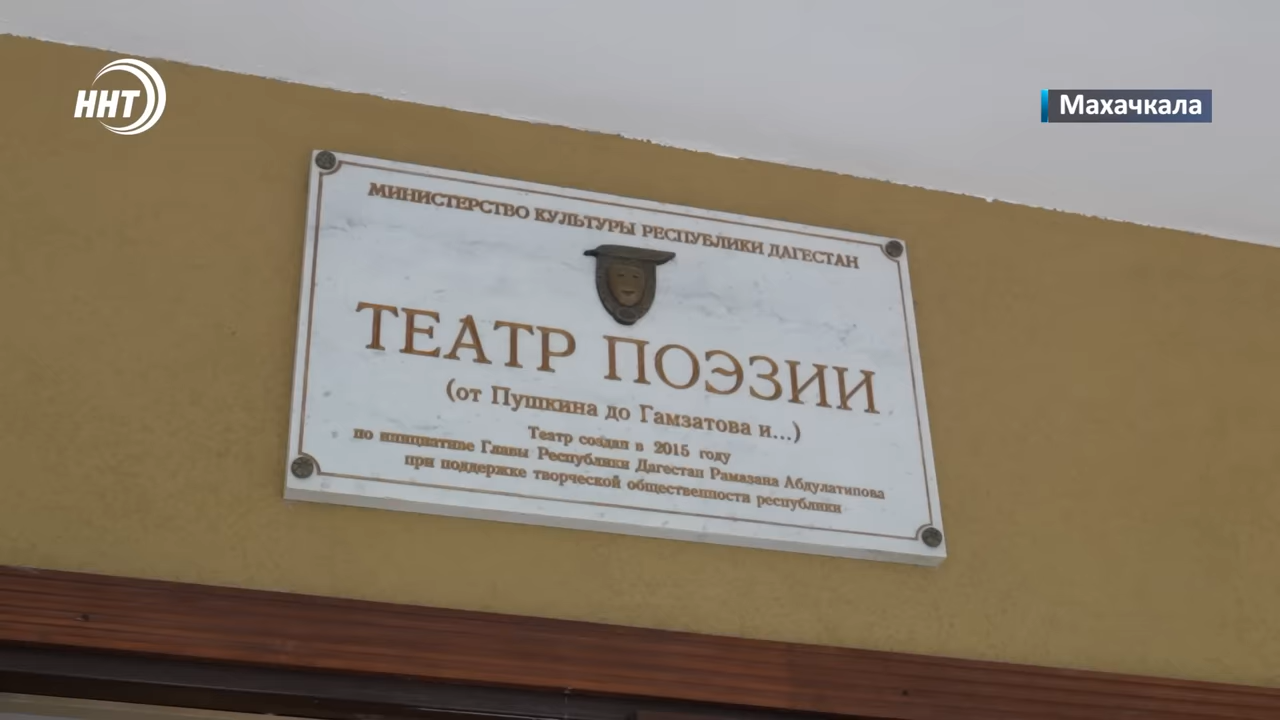 ННТ
Махачкала
МИНИСТЕРСТВО КУЛЬТУРЫ РЕСПУБЛИКИ ДАГЕСТАН
ТЕАТР ПОЭЗИИ
(от Пушкина до Гамзатова и...)
Театр создан в 2015 году
по инициативе Главы Республики Дагестан Рамазана Абдулатипова
при поддержке творческой общественности республики